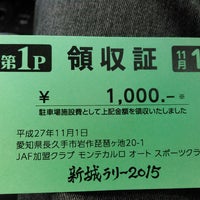 第1P 領収証 11月1
¥ 1,000.-※
駐車場施設費として上記金額を領収いたしました
平成27年11月1日
愛知県長久手市岩作琵琶ヶ池20-1
JAF加盟クラブ モンテカルロ オート スポーツクラ
新城ラリー2015